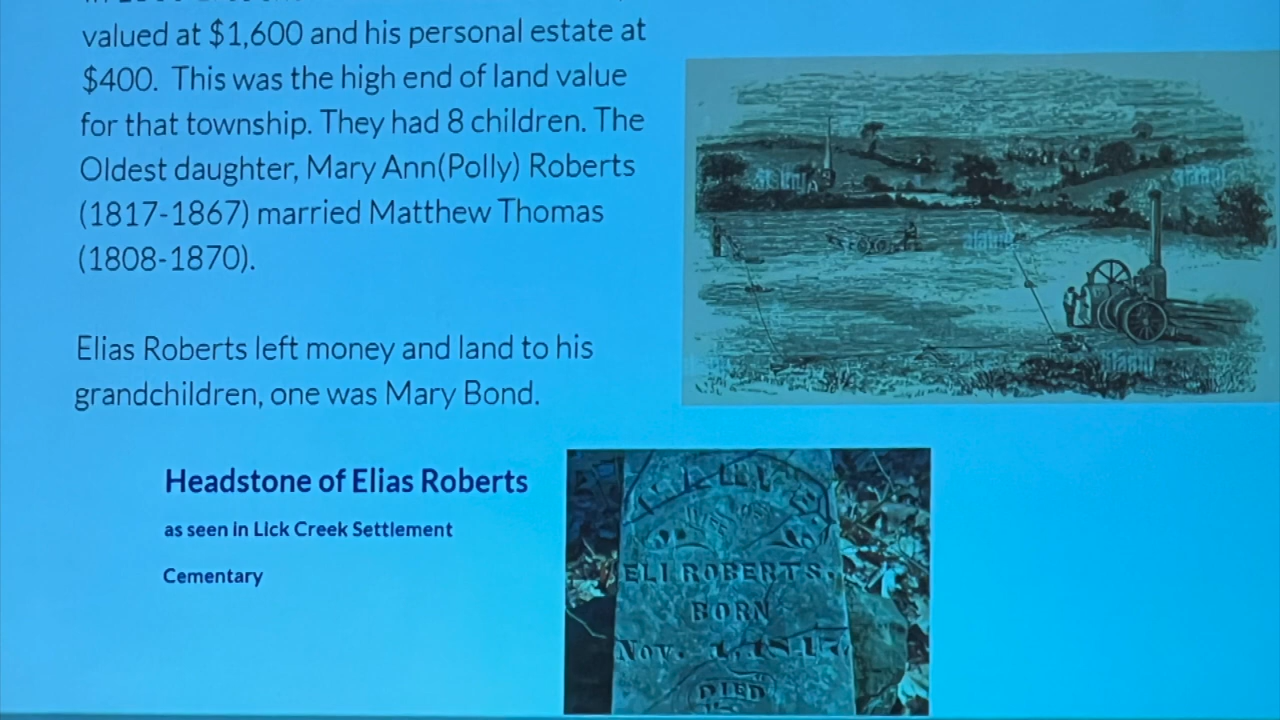 valued at $1,600 and his personal estate at
$400. This was the high end of land value
for that township. They had 8 children. The
Oldest daughter, Mary Ann(Polly) Roberts
(1817-1867) married Matthew Thomas
(1808-1870).
Elias Roberts left money and land to his
grandchildren, one was Mary Bond.
Headstone of Elias Roberts
as seen in Lick Creek Settlement
Cementary
ELI ROBERTS.
BORN
Nov. 1, 1817
DIED